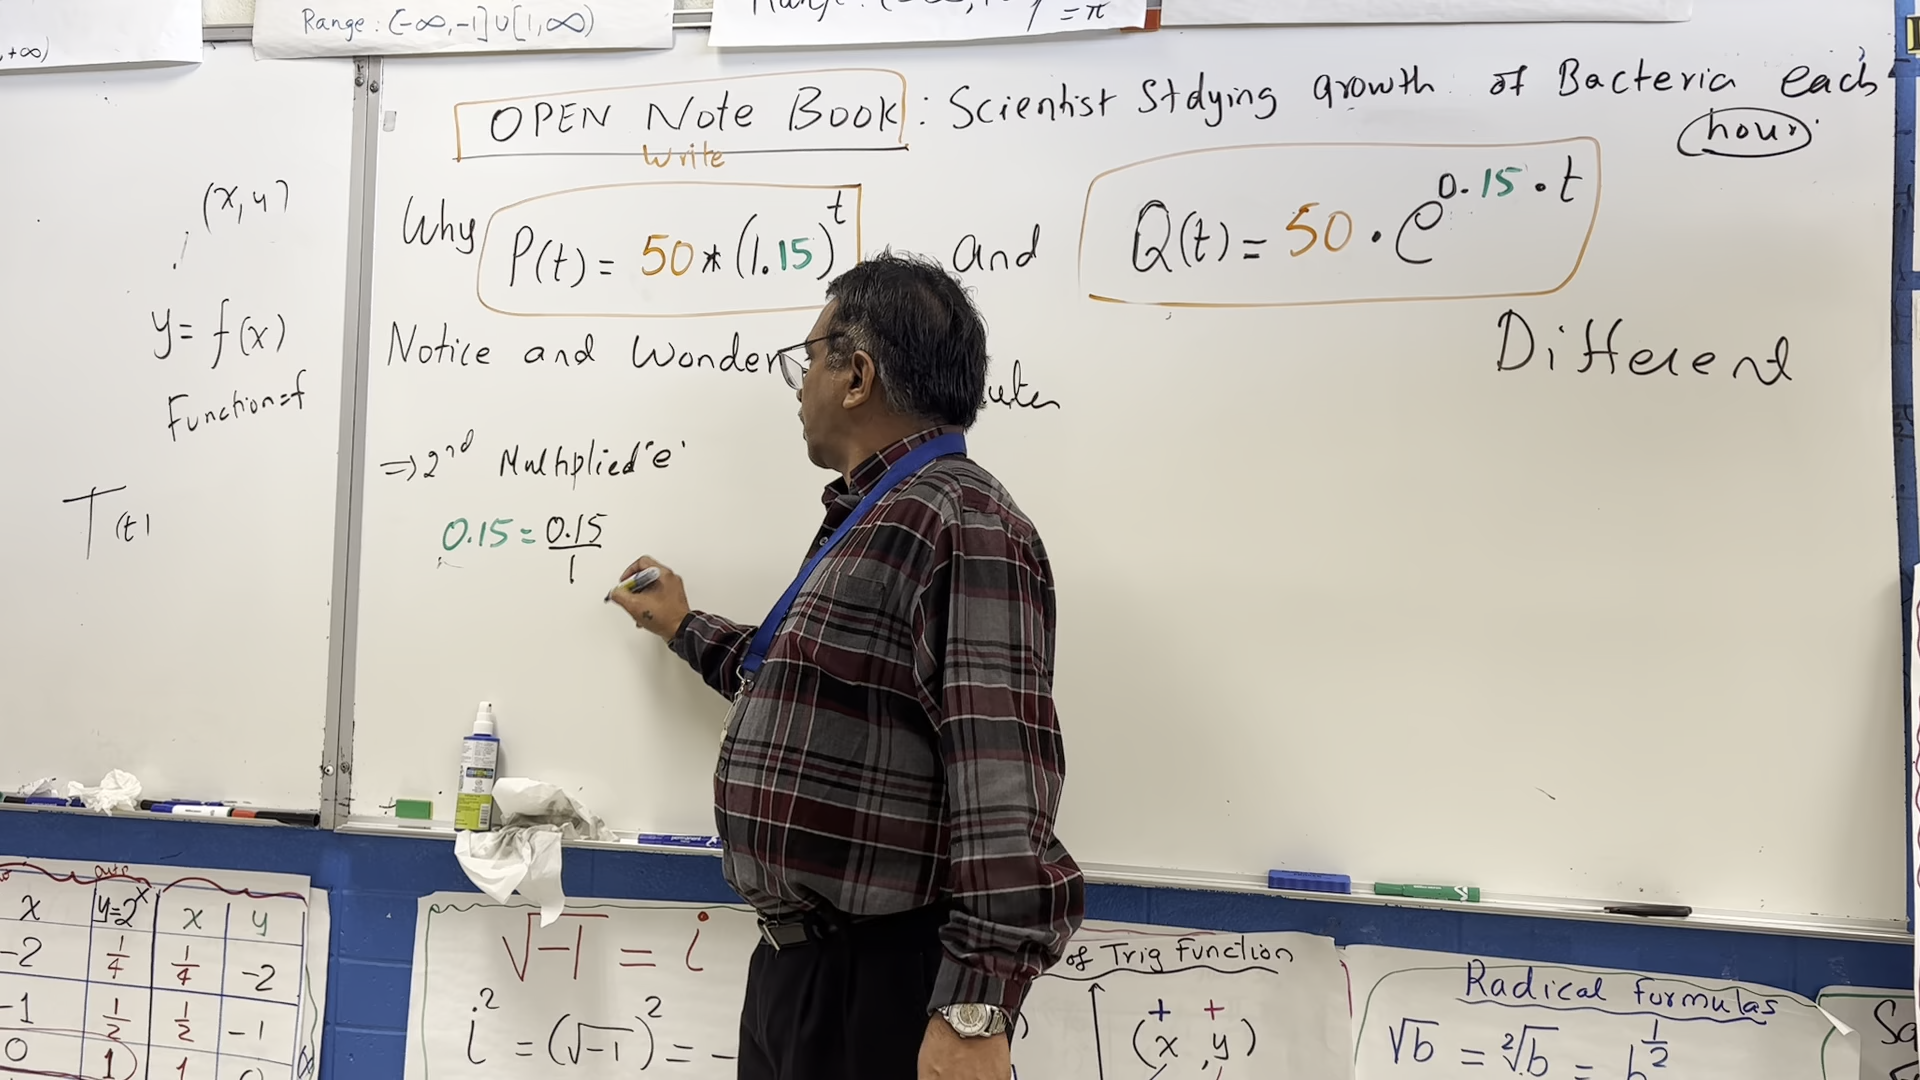 +∞)
Range: (-∞,-1]∪[1,∞)
= π
OPEN Note Book : Scientist Stdying growth of Bacteria each
hour
Write
Why P(t) = 50*(1.15)^t and Q(t) = 50 · e^0.15·t
Notice and Wonder
Different
⇒ 2nd Multiplied 'e'
0.15 = 0.15/1
(x, y)
y = f(x)
Function = f
T(t)
x y=2^x x y
-2 1/4 1/4 -2
-1 1/2 1/2 -1
0 1 1
√-1 = i
i² = (√-1)² = -
of Trig Function
+ +
(x, y)
Radical formulas
√b = ²√b = b^1/2